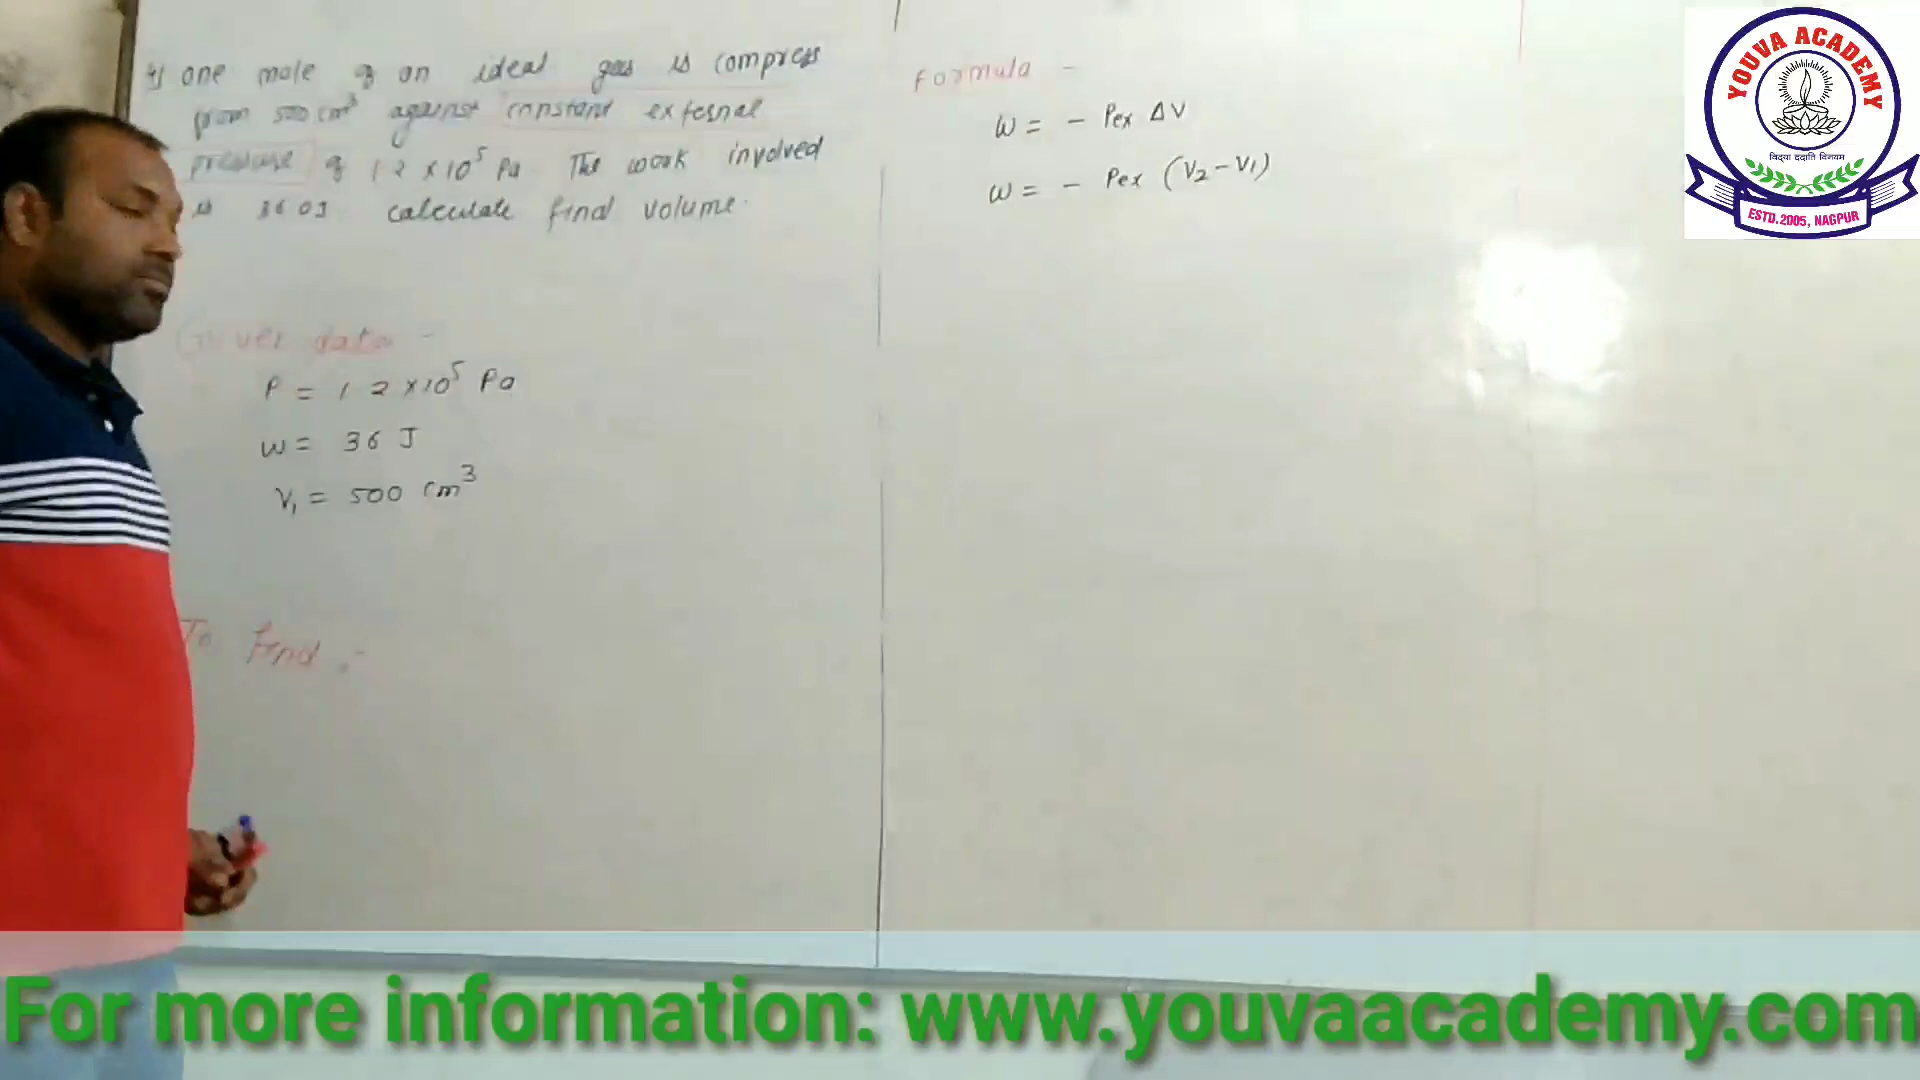 4) one mole of an ideal gas is compress
from 500 cm³ against constant external
pressure of 1.2 ×10⁵ Pa. The work involved
is 36.0 J. calculate final volume.
Given data -
P = 1.2 ×10⁵ Pa
W = 36 J
V₁ = 500 cm³
To find :-
Formula -
W = - Pex ΔV
W = - Pex (V₂-V₁)
YOUVA ACADEMY
विद्या ददाति विनयम
ESTD.2005, NAGPUR
For more information: www.youvaacademy.com